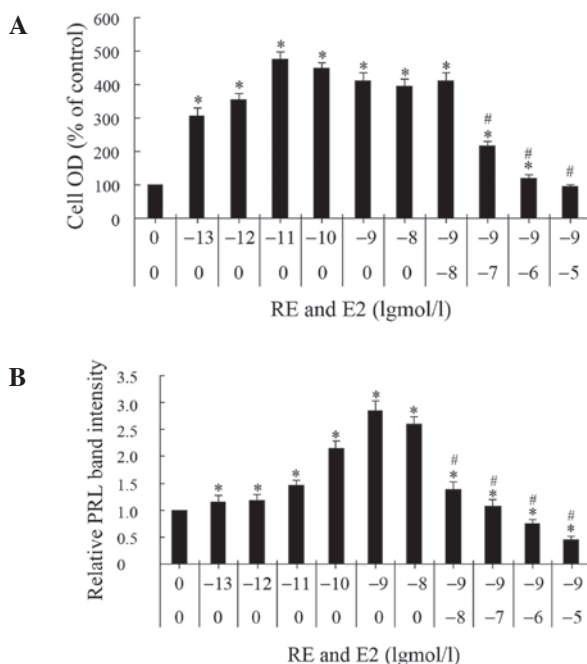 A
Cell OD (% of control)
600
500
400
300
200
100
0
* * * * * * * # * # * #
0 −13 −12 −11 −10 −9 −8 −9 −9 −9 −9
0 0 0 0 0 0 0 −8 −7 −6 −5
RE and E2 (lgmol/l)
B
Relative PRL band intensity
3.5
3.0
2.5
2.0
1.5
1.0
0.5
0
* * * * * * # * # * # * # *
0 −13 −12 −11 −10 −9 −8 −9 −9 −9 −9
0 0 0 0 0 0 0 −8 −7 −6 −5
RE and E2 (lgmol/l)